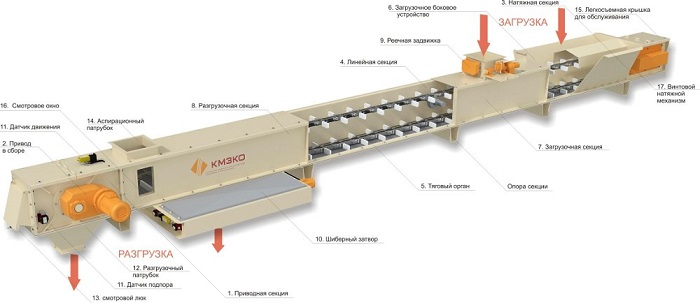 3. Натяжная секция
6. Загрузочное боковое
устройство
15. Легкосъемная крышка
для обслуживания
ЗАГРУЗКА
9. Реечная
задвижка
4. Линейная секция
17. Винтовой
натяжной
механизм
16. Смотровое окно
14. Аспирационный
патрубок
8. Разгрузочная секция
11. Датчик движения
2. Привод
в сборе
7. Загрузочная секция
КМЗКО
5. Тяговый орган
Опора секции
10. Шиберный затвор
РАЗГРУЗКА
12. Разгрузочный
патрубок
11. Датчик подпора
1. Приводная секция
13. смотровой люк